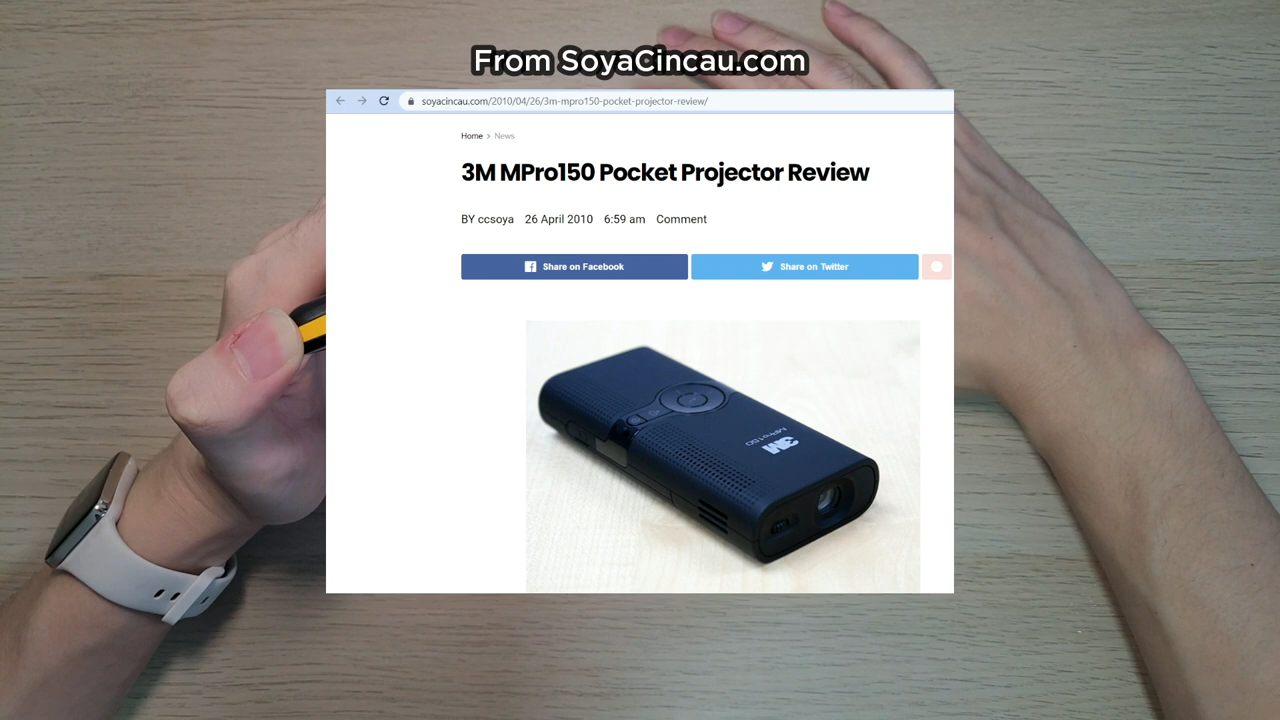 From SoyaCincau.com
soyacincau.com/2010/04/26/3m-mpro150-pocket-projector-review/
Home > News
3M MPro150 Pocket Projector Review
BY ccsoya 26 April 2010 6:59 am Comment
Share on Facebook
Share on Twitter
MPro150
3M